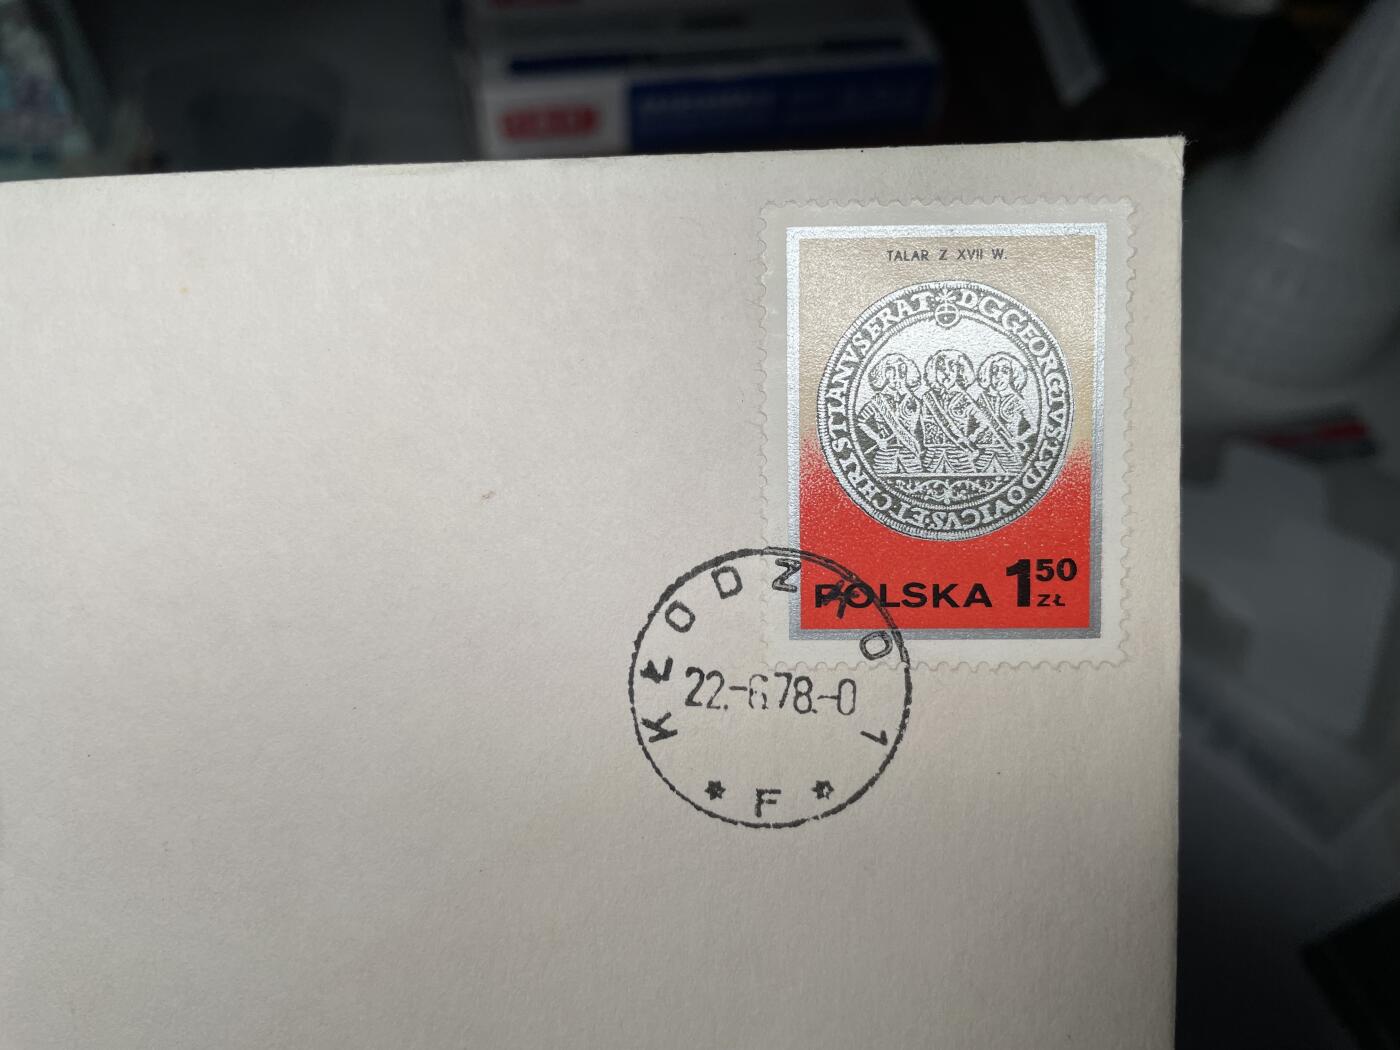 TALAR Z XVII W.
D:G:GEORGIVS:LVDOVICVS:ET:CHRISTIANVS:FRAT
POLSKA 1 50 ZŁ
KŁODZKO 1
22.-6.78.-0
* F *